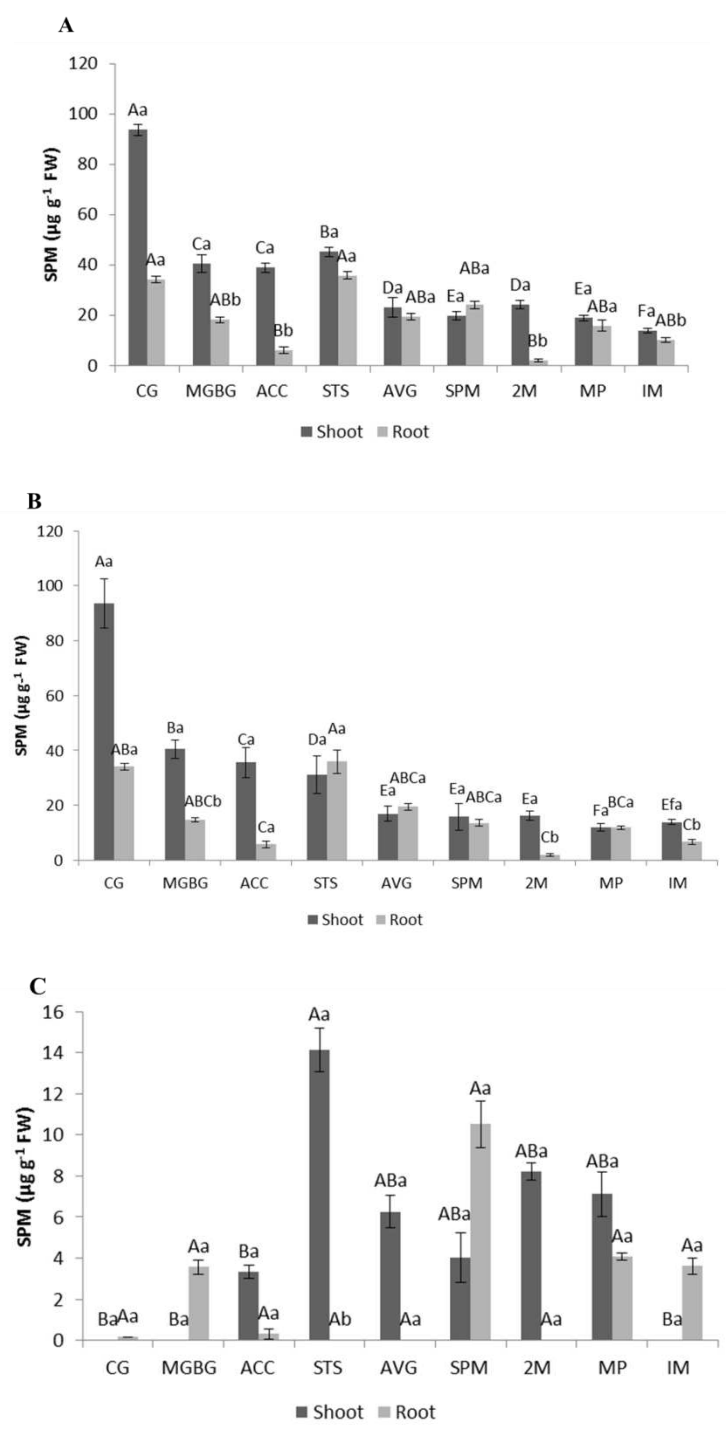 A
120
100
80
60
40
20
0
SPM (µg g-1 FW)
Aa Aa Ca ABb Ca Bb Ba Aa Da ABa Ea ABa Da Bb Ea ABa Fa ABb
CG MGBG ACC STS AVG SPM 2M MP IM
Shoot Root
B
120
100
80
60
40
20
0
SPM (µg g-1 FW)
Aa ABa Ba ABCb Ca Ca Da Aa Ea ABCa Ea ABCa Ea Cb Fa BCa Efa Cb
CG MGBG ACC STS AVG SPM 2M MP IM
Shoot Root
C
16
14
12
10
8
6
4
2
0
SPM (µg g-1 FW)
Ba Aa Ba Aa Ba Aa Aa Ab ABa Aa ABa Aa ABa Aa ABa Aa Ba Aa
CG MGBG ACC STS AVG SPM 2M MP IM
Shoot Root